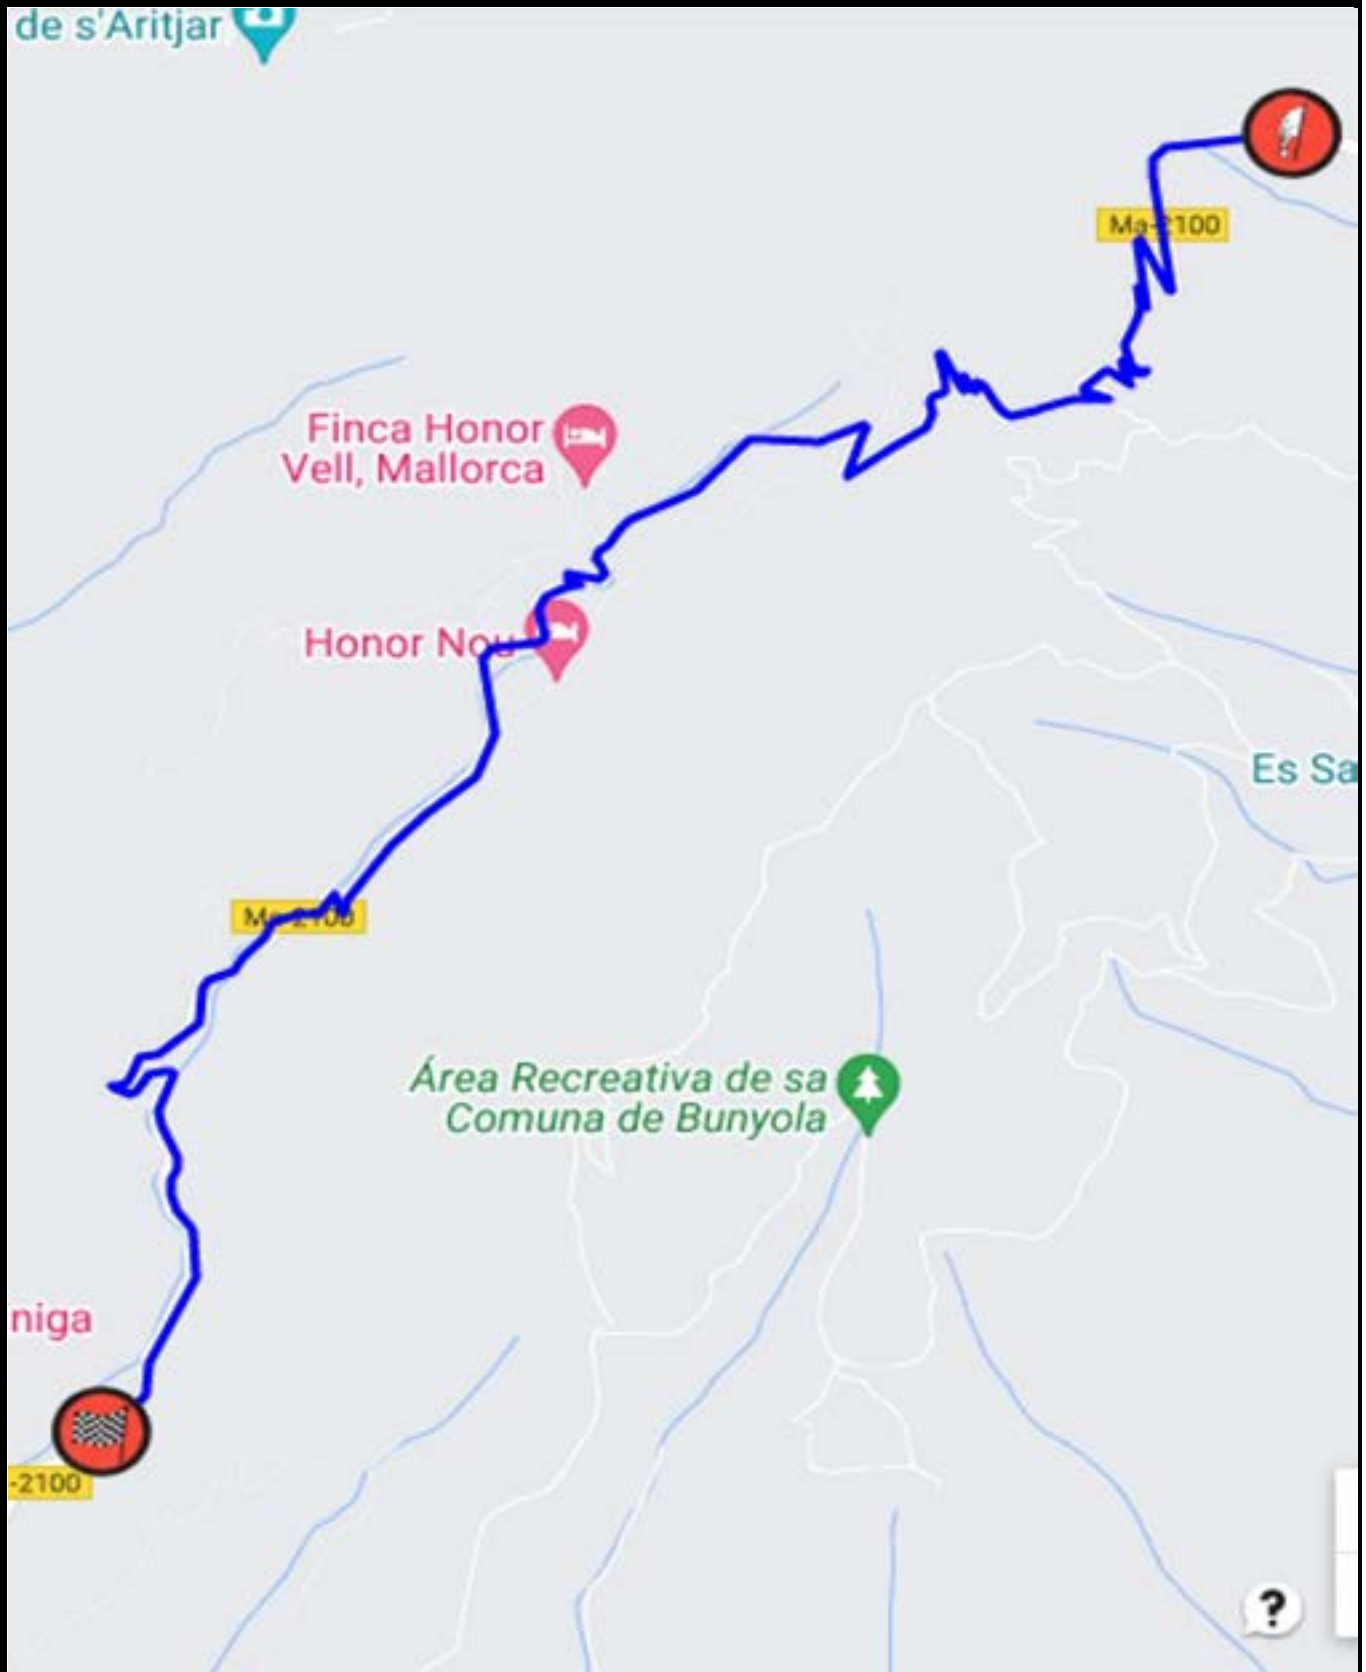 de s'Aritjar
Ma-2100
Finca Honor
Vell, Mallorca
Honor Nou
Es Sa
Ma-2100
Área Recreativa de sa
Comuna de Bunyola
niga
-2100
?